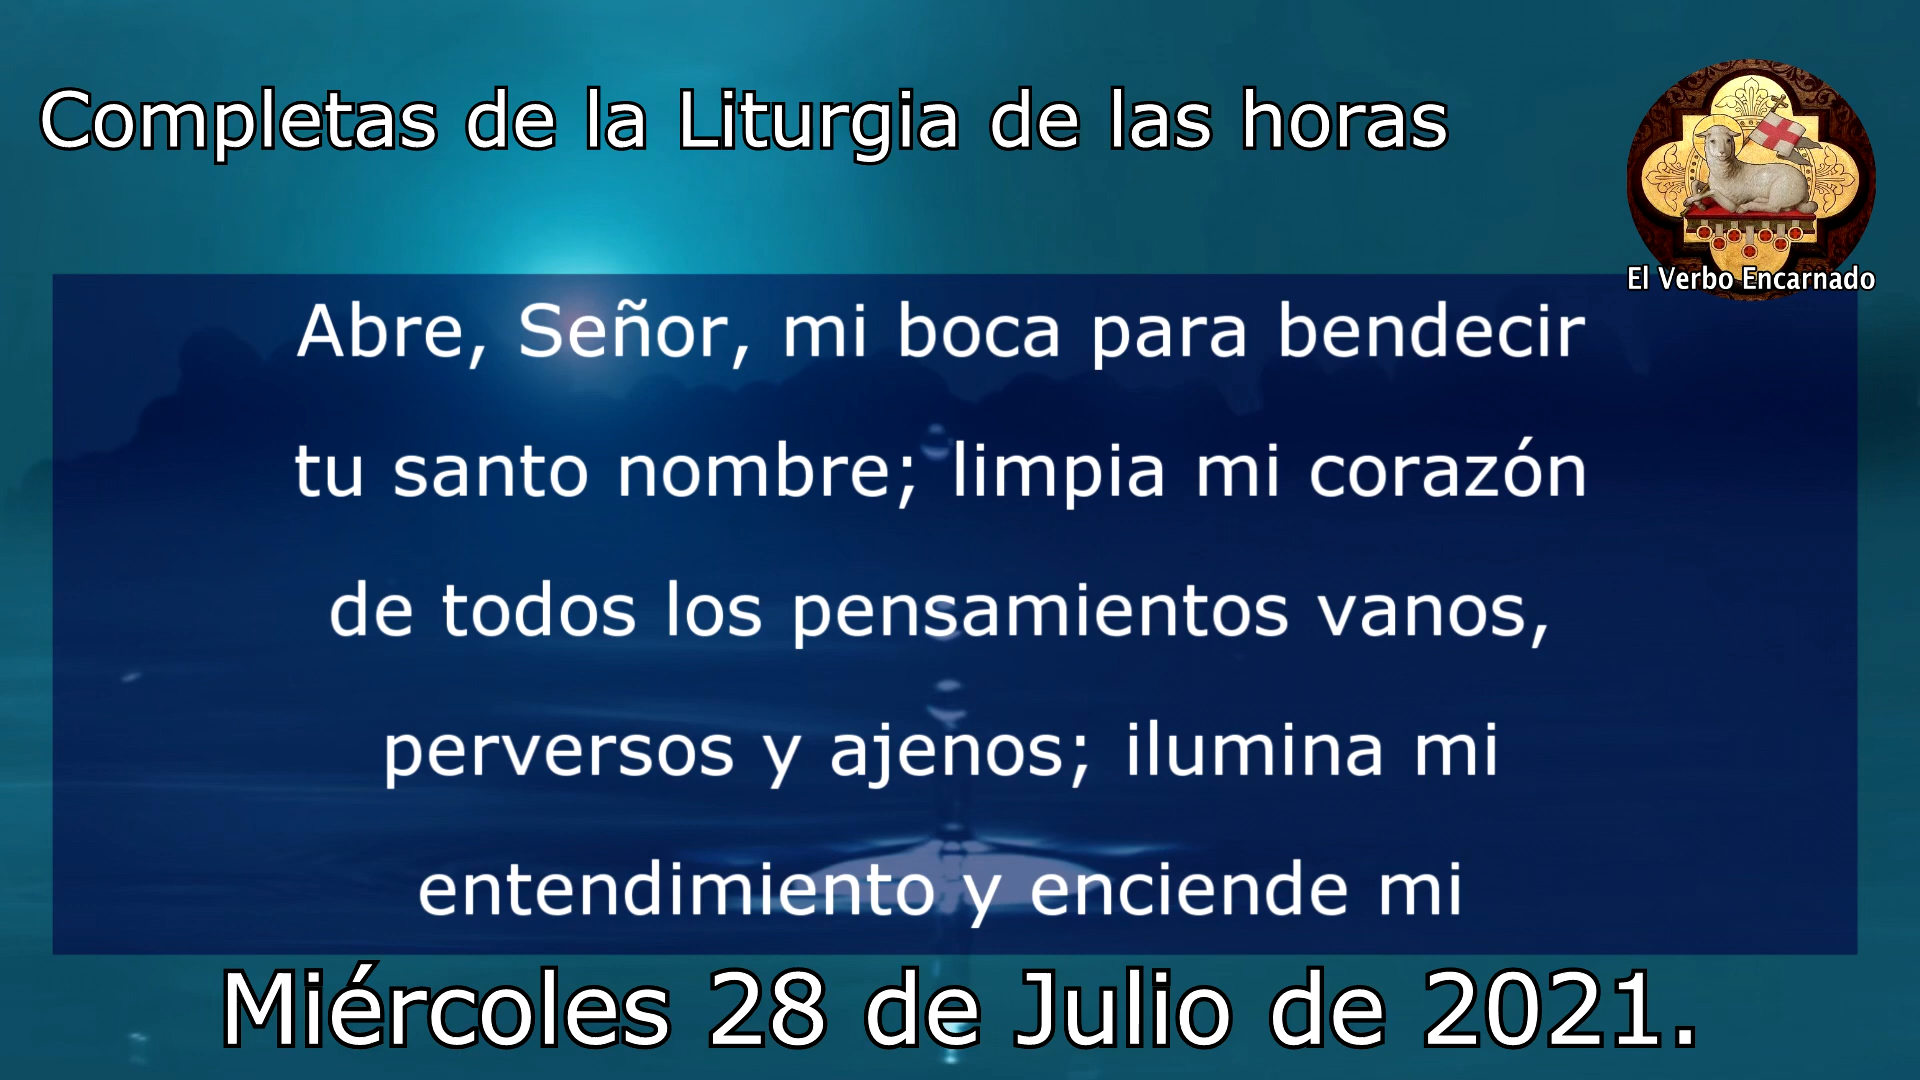 Completas de la Liturgia de las horas
El Verbo Encarnado
Abre, Señor, mi boca para bendecir
tu santo nombre; limpia mi corazón
de todos los pensamientos vanos,
perversos y ajenos; ilumina mi
entendimiento y enciende mi
Miércoles 28 de Julio de 2021.